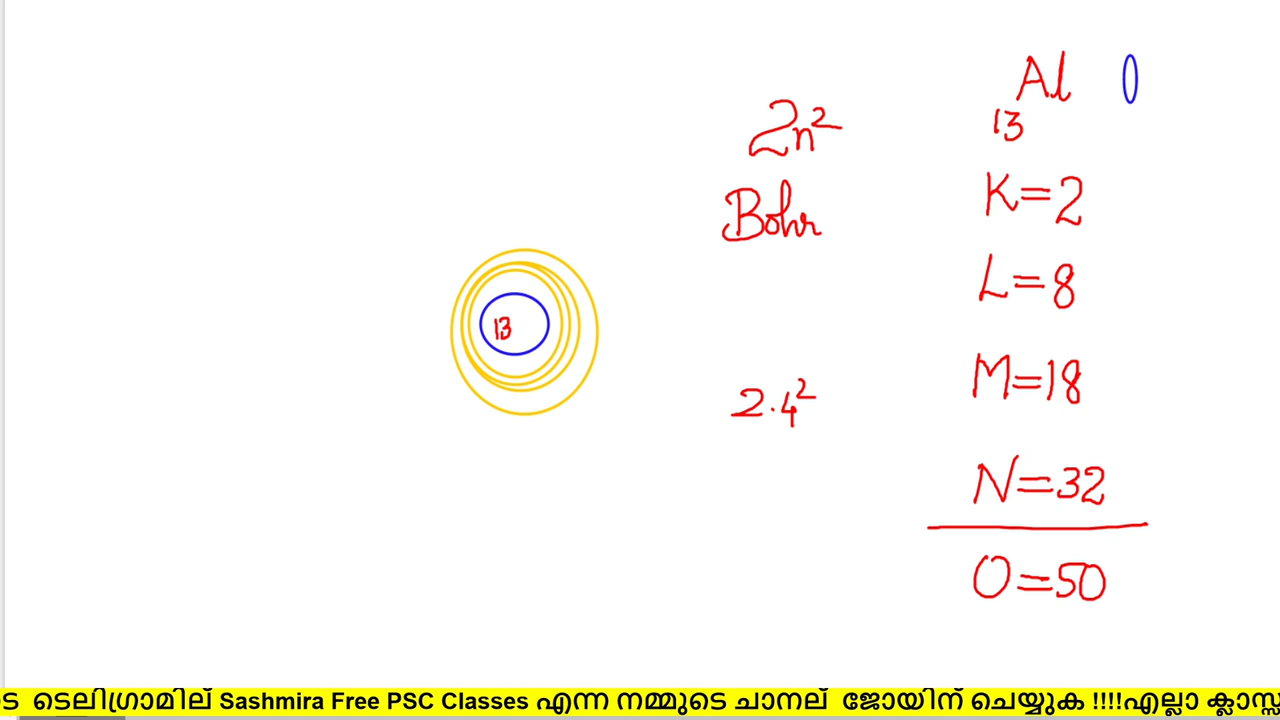 Al 0
2n²
13
K=2
Bohr
L=8
13
M=18
2.4²
N=32
O=50
ടെലിഗ്രാമില് Sashmira Free PSC Classes എന്ന നമ്മുടെ ചാനല് ജോയിന് ചെയ്യുക !!!!എല്ലാ